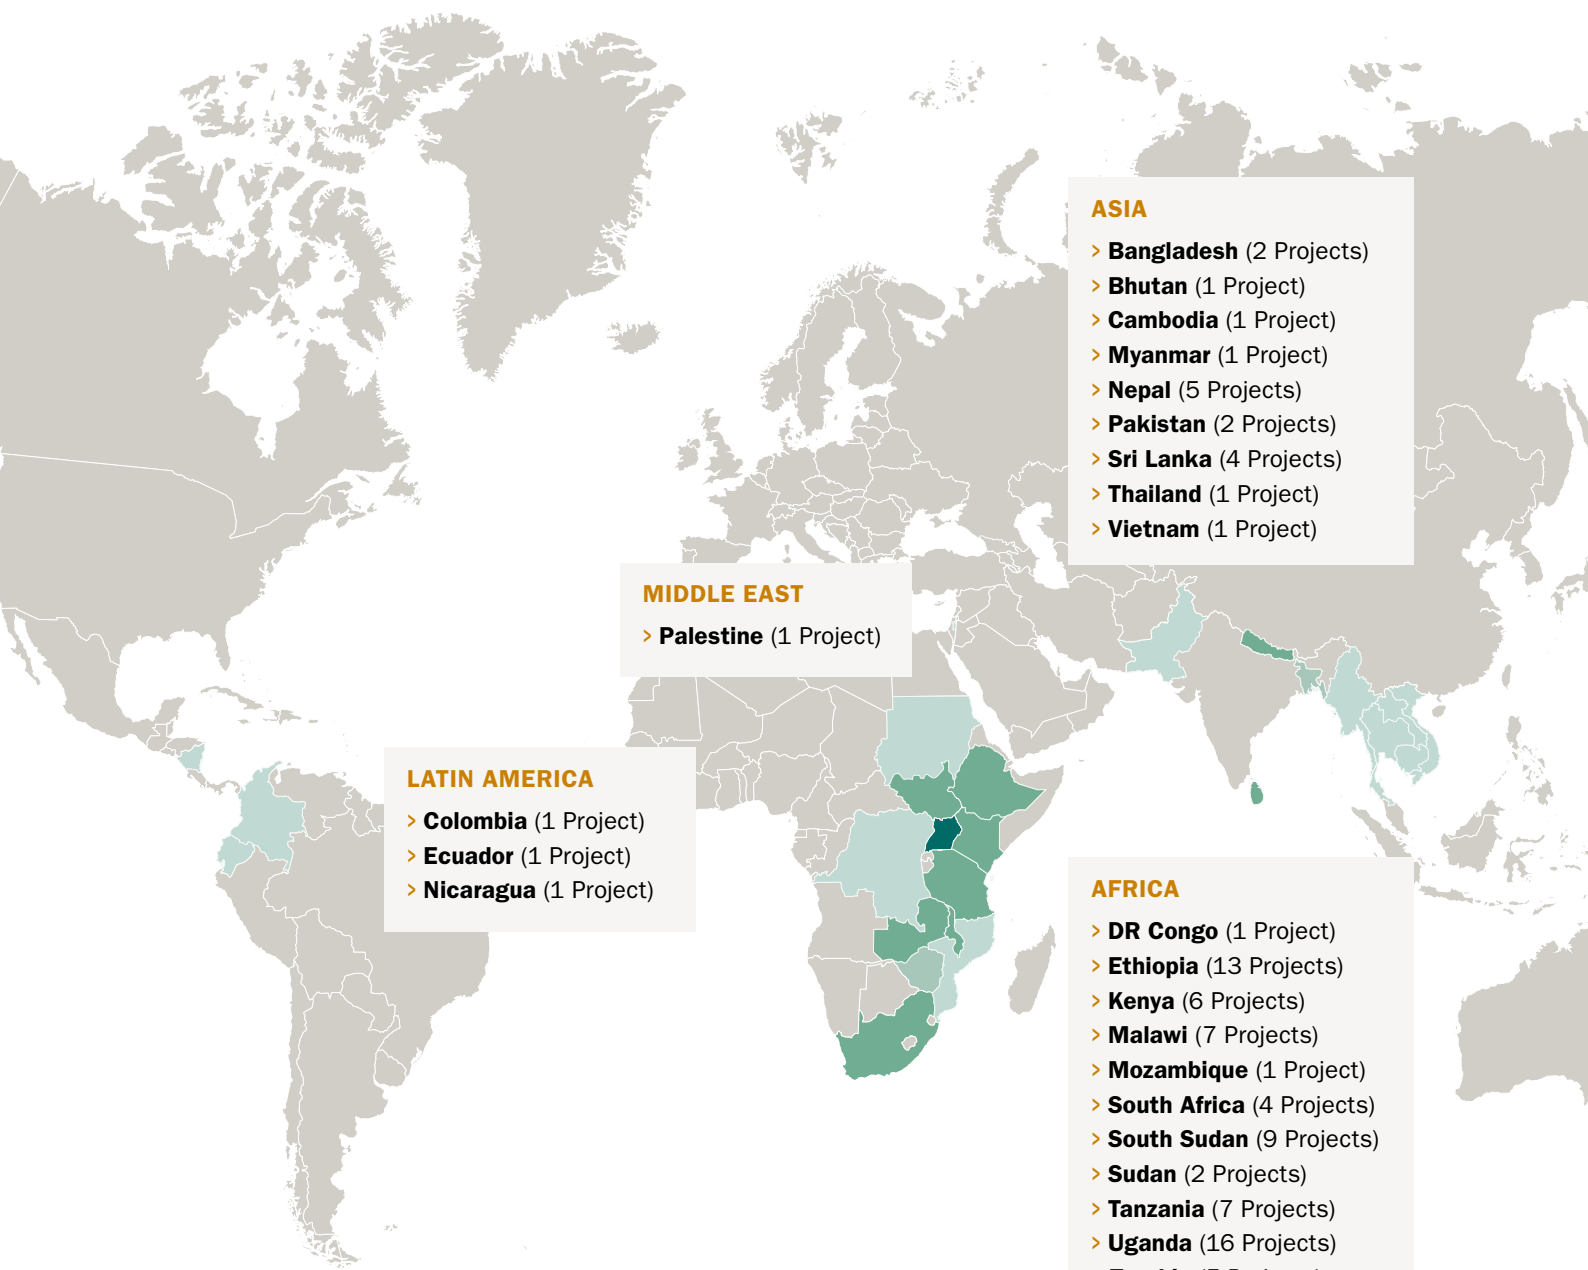 ASIA
> Bangladesh (2 Projects)
> Bhutan (1 Project)
> Cambodia (1 Project)
> Myanmar (1 Project)
> Nepal (5 Projects)
> Pakistan (2 Projects)
> Sri Lanka (4 Projects)
> Thailand (1 Project)
> Vietnam (1 Project)
MIDDLE EAST
> Palestine (1 Project)
LATIN AMERICA
> Colombia (1 Project)
> Ecuador (1 Project)
> Nicaragua (1 Project)
AFRICA
> DR Congo (1 Project)
> Ethiopia (13 Projects)
> Kenya (6 Projects)
> Malawi (7 Projects)
> Mozambique (1 Project)
> South Africa (4 Projects)
> South Sudan (9 Projects)
> Sudan (2 Projects)
> Tanzania (7 Projects)
> Uganda (16 Projects)